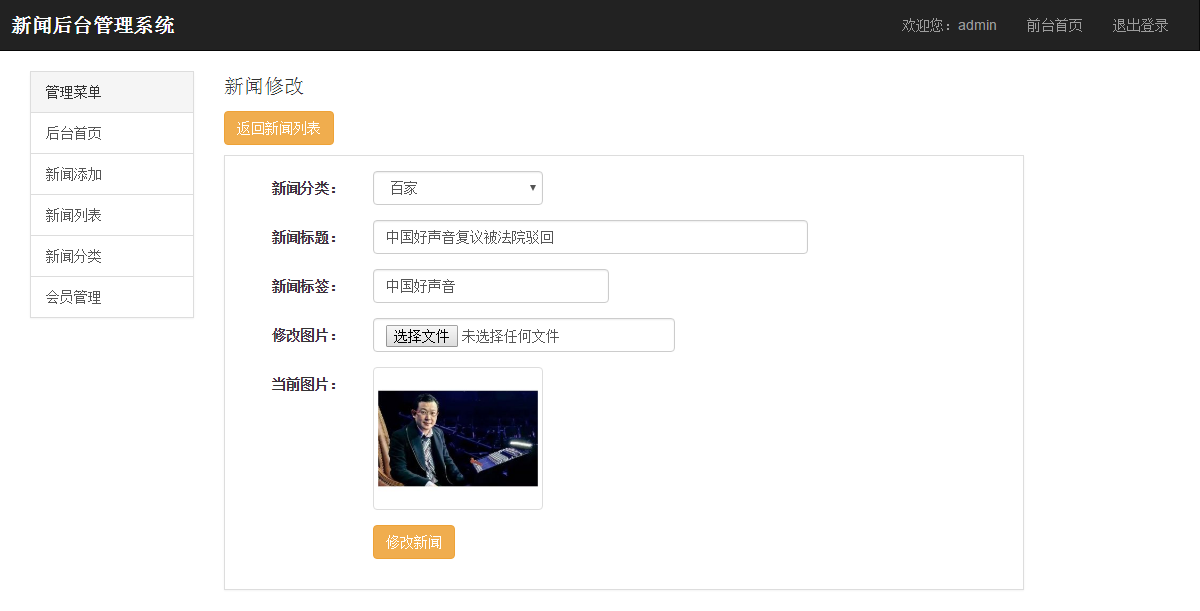 新闻后台管理系统
欢迎您：admin 前台首页 退出登录
管理菜单
后台首页
新闻添加
新闻列表
新闻分类
会员管理
新闻修改
返回新闻列表
新闻分类： 百家
新闻标题： 中国好声音复议被法院驳回
新闻标签： 中国好声音
修改图片： 选择文件 未选择任何文件
当前图片：
修改新闻